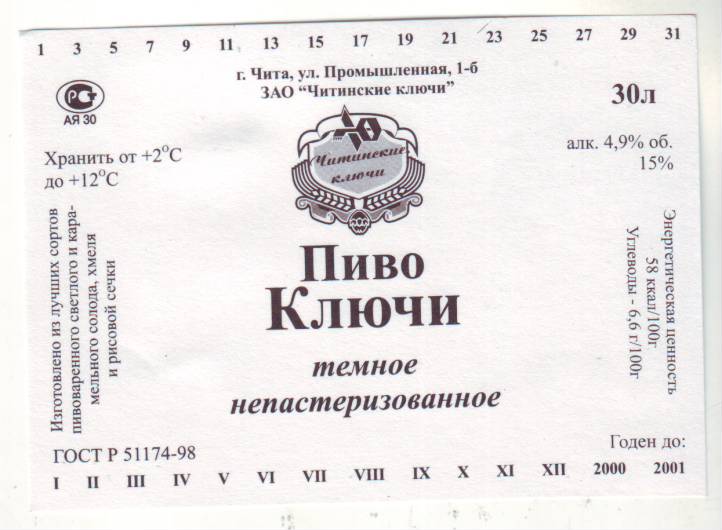 1 3 5 7 9 11 13 15 17 19 21 23 25 27 29 31
г. Чита, ул. Промышленная, 1-б
ЗАО “Читинские ключи”
РСТ
АЯ 30
30л
Хранить от +2°С
до +12°С
алк. 4,9% об.
15%
Читинские
ключи
Изготовлено из лучших сортов
пивоваренного светлого и кара-
мельного солода, хмеля
и рисовой сечки
Пиво
Ключи
темное
непастеризованное
Энергетическая ценность
58 ккал/100г
Углеводы - 6,6 г/100г
ГОСТ Р 51174-98
Годен до:
I II III IV V VI VII VIII IX X XI XII 2000 2001